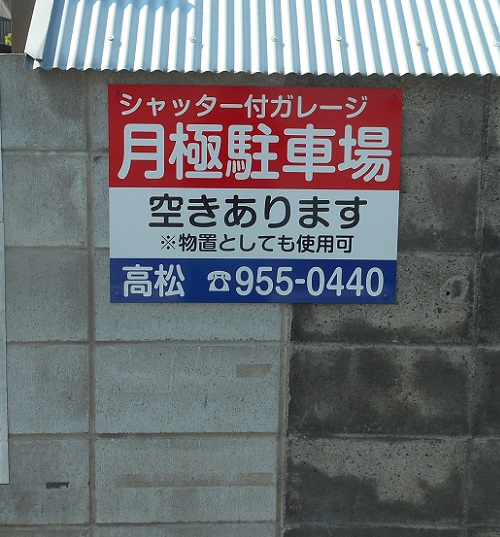 シャッター付ガレージ
月極駐車場
空きあります
※物置としても使用可
高松 ☎955-0440